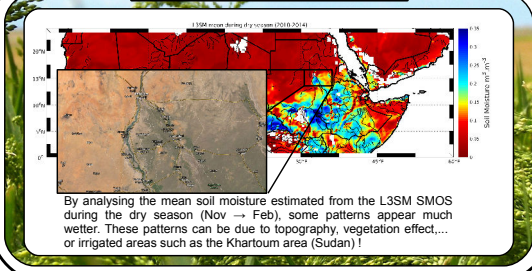 L3SM mean during dry season (2010-2014)
20°N
15°N
10°N
5°N
0°
30°E
45°E
60°E
0.35
0.3
0.25
0.2
0.15
0.1
0.05
0
Soil Moisture m³.m⁻³
By analysing the mean soil moisture estimated from the L3SM SMOS
during the dry season (Nov → Feb), some patterns appear much
wetter. These patterns can be due to topography, vegetation effect,...
or irrigated areas such as the Khartoum area (Sudan) !